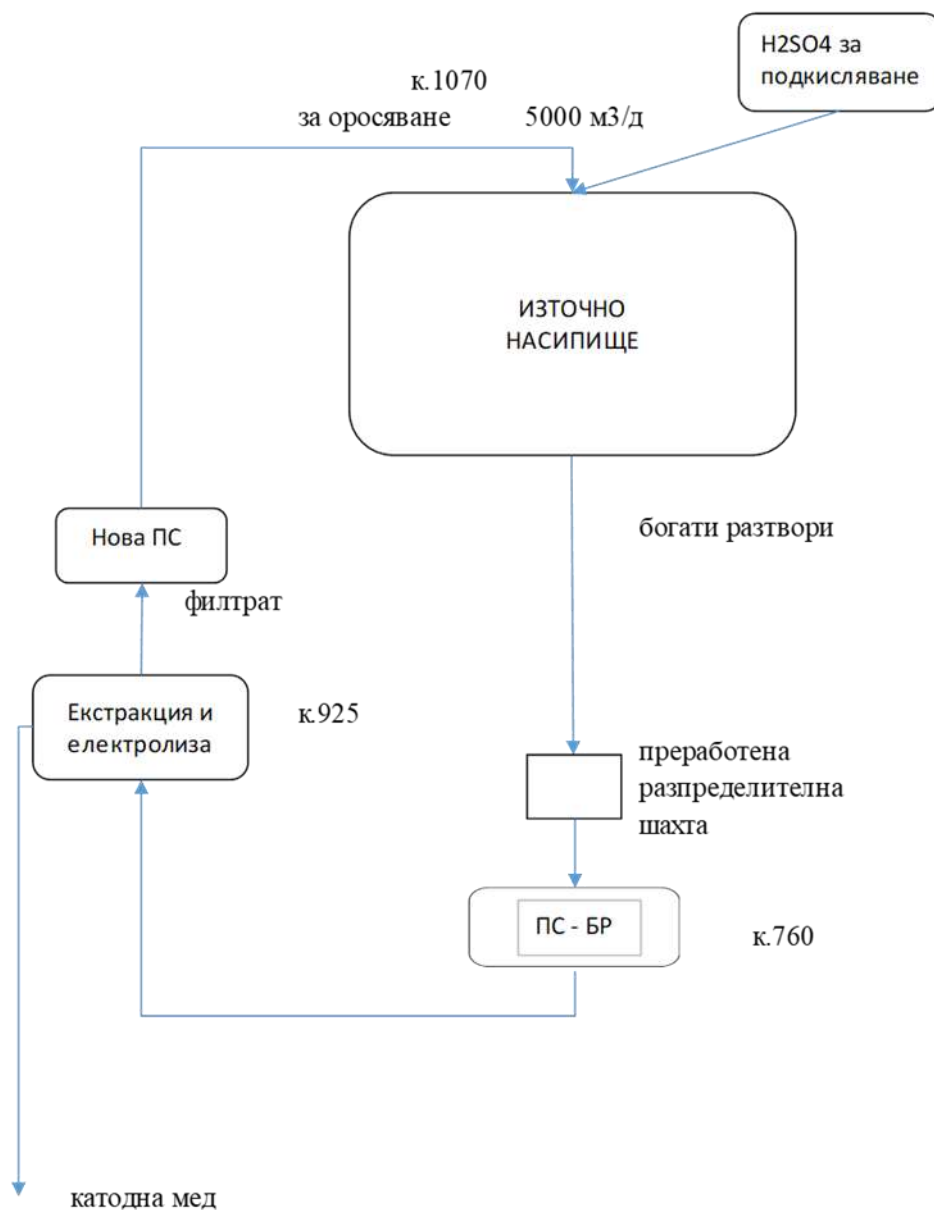 H2SO4 за
подкисляване
к.1070
за оросяване 5000 м3/д
ИЗТОЧНО
НАСИПИЩЕ
богати разтвори
Нова ПС
филтрат
Екстракция и
електролиза
к.925
преработена
разпределителна
шахта
ПС - БР
к.760
катодна мед